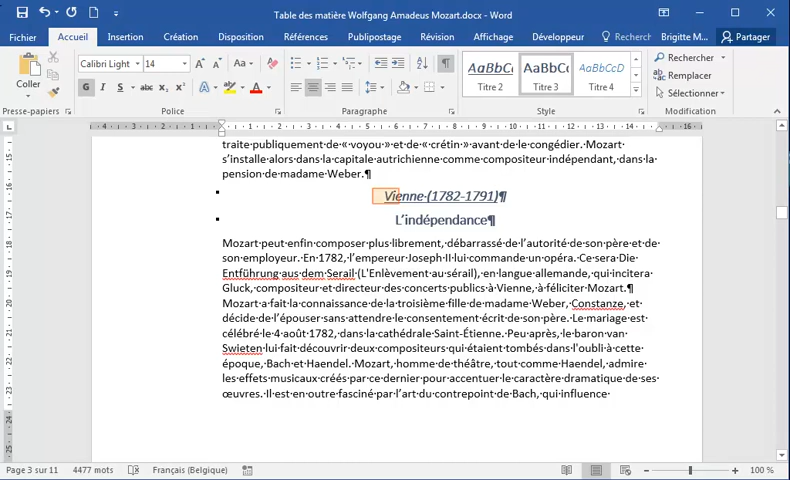 Table des matière Wolfgang Amadeus Mozart.docx - Word
Fichier Accueil Insertion Création Disposition Références Publipostage Révision Affichage Développeur Recherc Brigitte M... Partager
Coller
Calibri Light 14
G I S abc x₂ x²
AaBbCc AaBbCc AaBbCcD
Titre 2 Titre 3 Titre 4
Rechercher
Remplacer
Sélectionner
Presse-papiers Police Paragraphe Style Modification
traite publiquement de « voyou » et de « crétin » avant de le congédier. Mozart
s’installe alors dans la capitale autrichienne comme compositeur indépendant, dans la
pension de madame Weber.¶
Vienne (1782-1791)¶
L’indépendance¶
Mozart peut enfin composer plus librement, débarrassé de l’autorité de son père et de
son employeur. En 1782, l’empereur Joseph II lui commande un opéra. Ce sera Die
Entführung aus dem Serail (L'Enlèvement au sérail), en langue allemande, qui incitera
Gluck, compositeur et directeur des concerts publics à Vienne, à féliciter Mozart.¶
Mozart a fait la connaissance de la troisième fille de madame Weber, Constanze, et
décide de l’épouser sans attendre le consentement écrit de son père. Le mariage est
célébré le 4 août 1782, dans la cathédrale Saint-Étienne. Peu après, le baron van
Swieten lui fait découvrir deux compositeurs qui étaient tombés dans l'oubli à cette
époque, Bach et Haendel. Mozart, homme de théâtre, tout comme Haendel, admire
les effets musicaux créés par ce dernier pour accentuer le caractère dramatique de ses
œuvres. Il est en outre fasciné par l’art du contrepoint de Bach, qui influence
Page 3 sur 11 4477 mots Français (Belgique) 100 %